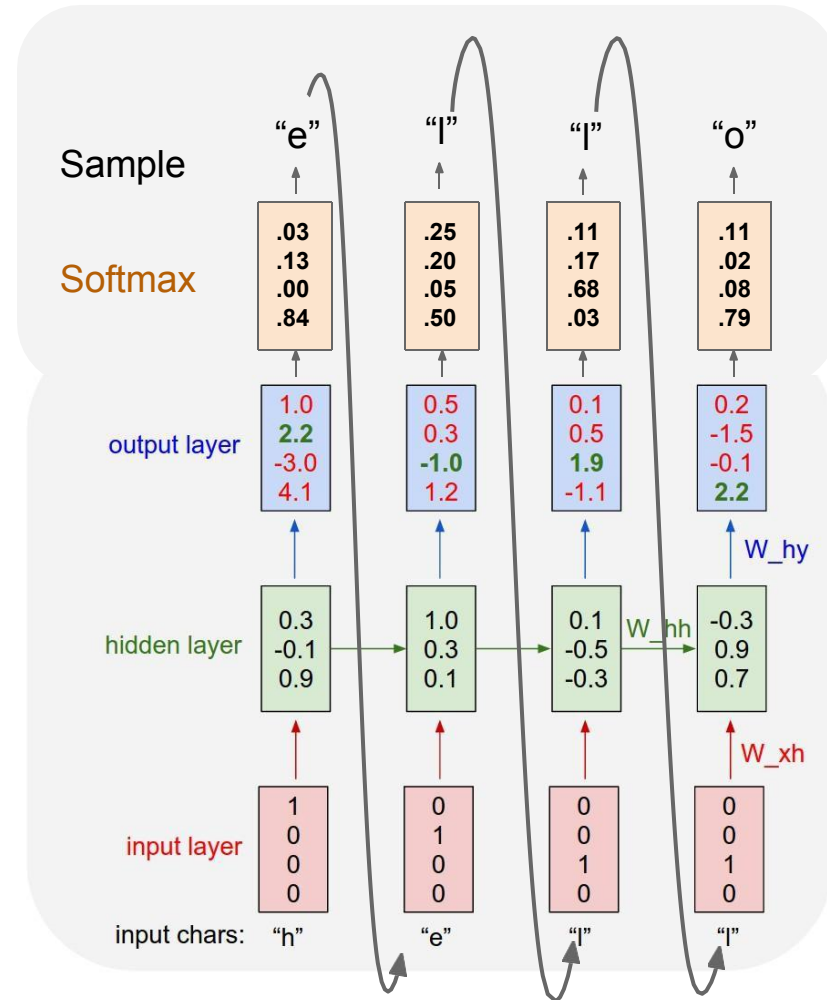 “e” “l” “l” “o”
Sample
Softmax
.03 .25 .11 .11
.13 .20 .17 .02
.00 .05 .68 .08
.84 .50 .03 .79
1.0 0.5 0.1 0.2
2.2 0.3 0.5 -1.5
output layer
-3.0 -1.0 1.9 -0.1
4.1 1.2 -1.1 2.2
W_hy
0.3 1.0 0.1 -0.3
W_hh
hidden layer
-0.1 0.3 -0.5 0.9
0.9 0.1 -0.3 0.7
W_xh
1 0 0 0
0 1 0 0
input layer
0 0 1 1
0 0 0 0
input chars: “h” “e” “l” “l”